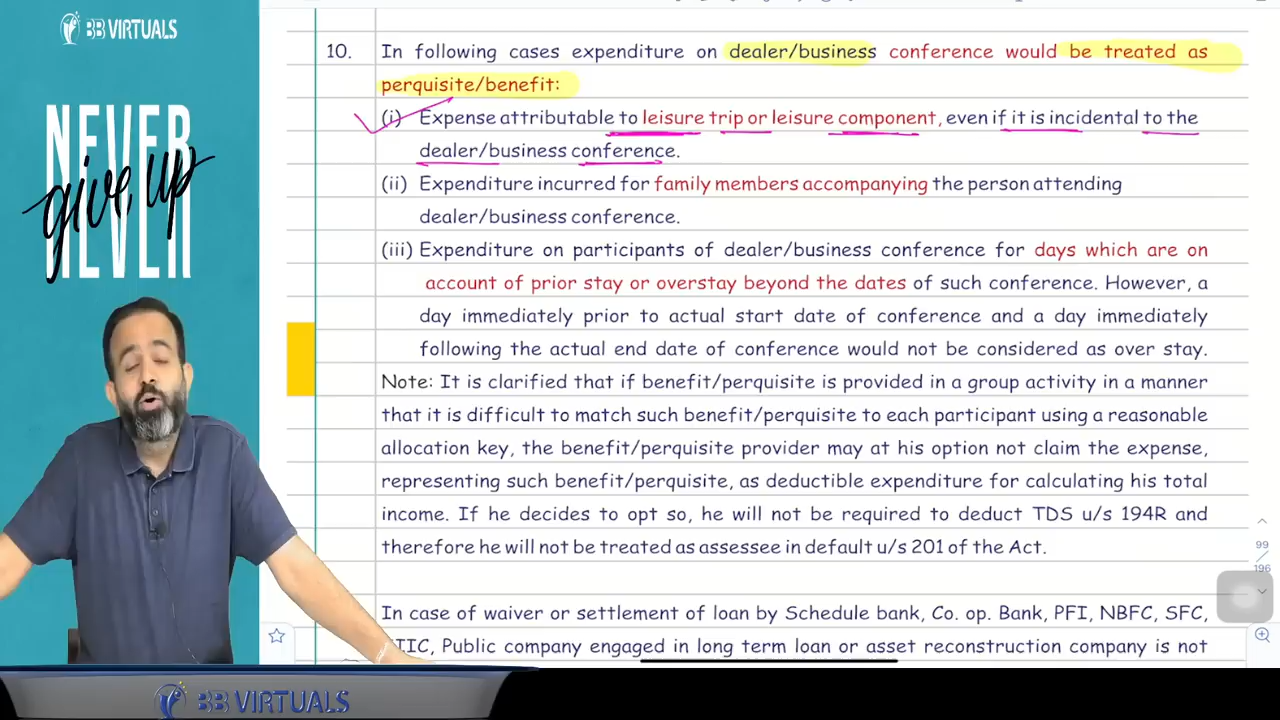 BB VIRTUALS
NEVER
give up
NEVER
10. In following cases expenditure on dealer/business conference would be treated as
perquisite/benefit:
(i) Expense attributable to leisure trip or leisure component, even if it is incidental to the
dealer/business conference.
(ii) Expenditure incurred for family members accompanying the person attending
dealer/business conference.
(iii) Expenditure on participants of dealer/business conference for days which are on
account of prior stay or overstay beyond the dates of such conference. However, a
day immediately prior to actual start date of conference and a day immediately
following the actual end date of conference would not be considered as over stay.
Note: It is clarified that if benefit/perquisite is provided in a group activity in a manner
that it is difficult to match such benefit/perquisite to each participant using a reasonable
allocation key, the benefit/perquisite provider may at his option not claim the expense,
representing such benefit/perquisite, as deductible expenditure for calculating his total
income. If he decides to opt so, he will not be required to deduct TDS u/s 194R and
therefore he will not be treated as assessee in default u/s 201 of the Act.
In case of waiver or settlement of loan by Schedule bank, Co. op. Bank, PFI, NBFC, SFC,
Public company engaged in long term loan or asset reconstruction company is not
99
196
BB VIRTUALS